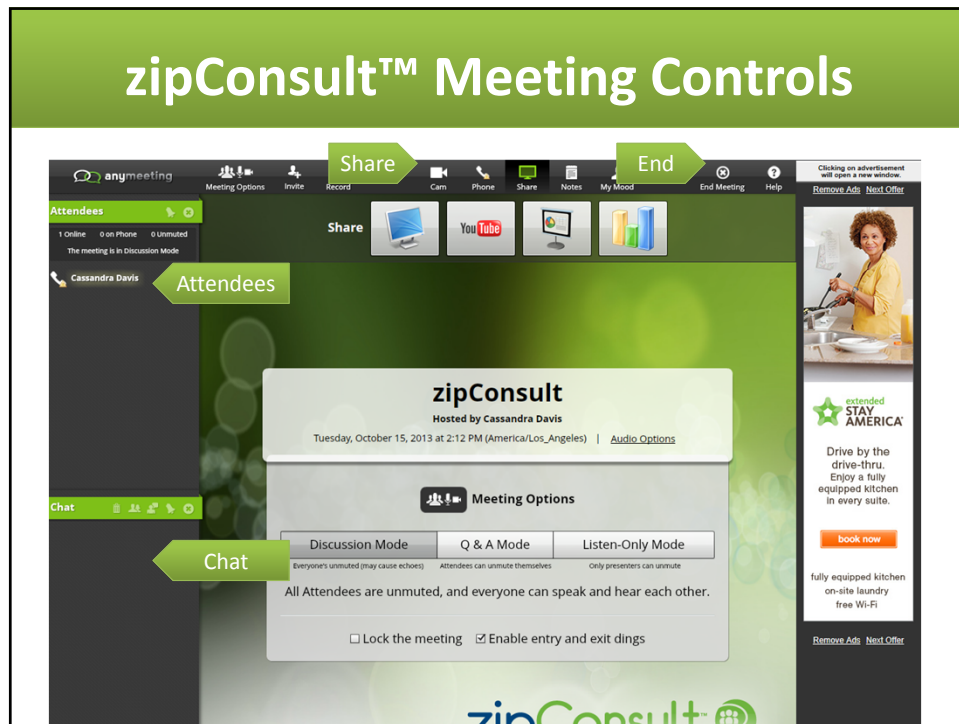 zipConsult™ Meeting Controls
Share
End
anymeeting
Meeting Options
Invite
Record
Cam
Phone
Share
Notes
My Mood
End Meeting
Help
Clicking on advertisement
will open a new window.
Remove Ads Next Offer
Attendees
1 Online 0 on Phone 0 Unmuted
The meeting is in Discussion Mode
Cassandra Davis
Attendees
Share
You Tube
zipConsult
Hosted by Cassandra Davis
Tuesday, October 15, 2013 at 2:12 PM (America/Los_Angeles) | Audio Options
Meeting Options
Discussion Mode
Q & A Mode
Listen-Only Mode
Everyone's unmuted (may cause echoes)
Attendees can unmute themselves
Only presenters can unmute
All Attendees are unmuted, and everyone can speak and hear each other.
Lock the meeting
Enable entry and exit dings
Chat
Chat
extended
STAY
AMERICA
Drive by the
drive-thru.
Enjoy a fully
equipped kitchen
in every suite.
book now
fully equipped kitchen
on-site laundry
free Wi-Fi
Remove Ads Next Offer
zipConsult